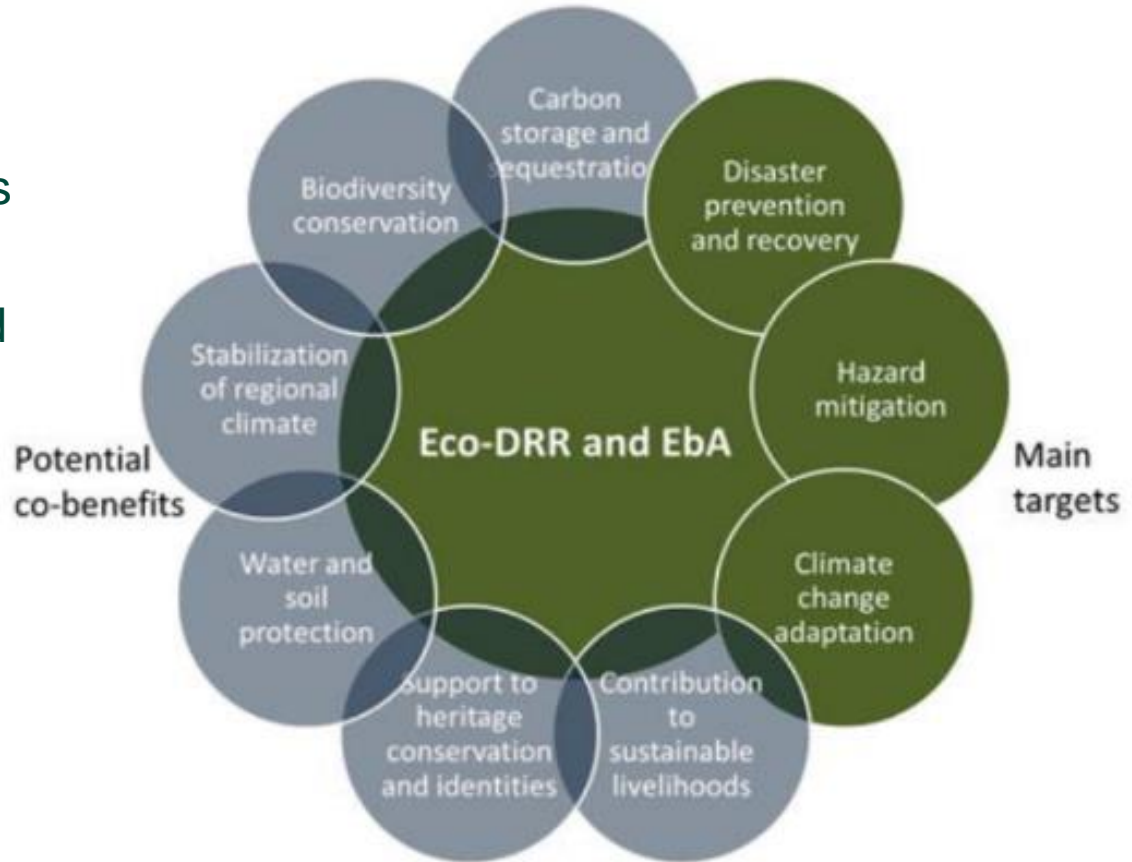 Carbon
storage and
sequestration
Disaster
prevention
and recovery
Hazard
mitigation
Main
targets
Climate
change
adaptation
Contribution
to
sustainable
livelihoods
Support to
heritage
conservation
and identities
Water and
soil
protection
Potential
co-benefits
Stabilization
of regional
climate
Biodiversity
conservation
Eco-DRR and EbA